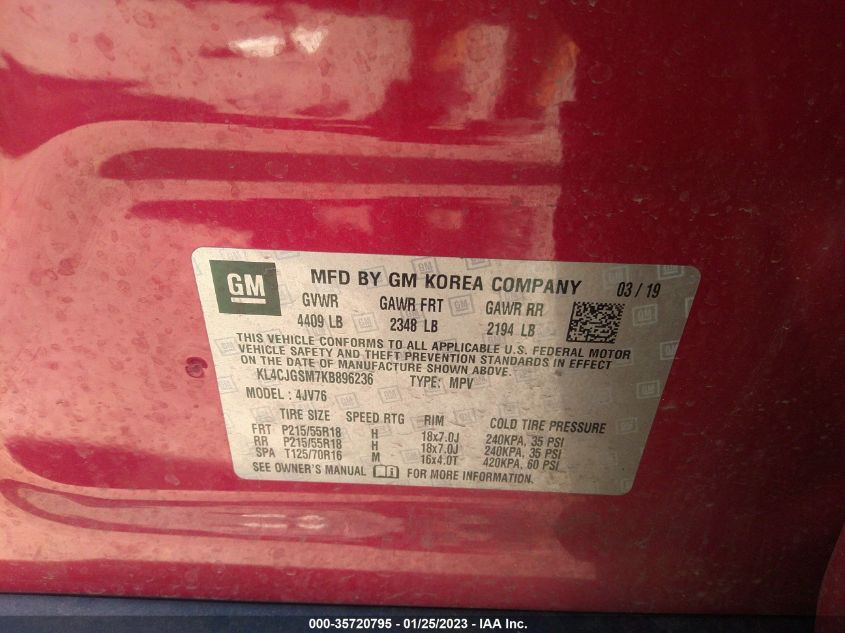 GM
MFD BY GM KOREA COMPANY 03 / 19
GVWR GAWR FRT GAWR RR
4409 LB 2348 LB 2194 LB
THIS VEHICLE CONFORMS TO ALL APPLICABLE U.S. FEDERAL MOTOR
VEHICLE SAFETY AND THEFT PREVENTION STANDARDS IN EFFECT
ON THE DATE OF MANUFACTURE SHOWN ABOVE.
KL4CJGSM7KB896236 TYPE: MPV
MODEL : 4JV76
TIRE SIZE SPEED RTG RIM COLD TIRE PRESSURE
FRT P215/55R18 H 18x7.0J 240KPA, 35 PSI
RR P215/55R18 H 18x7.0J 240KPA, 35 PSI
SPA T125/70R16 M 16x4.0T 420KPA, 60 PSI
SEE OWNER'S MANUAL FOR MORE INFORMATION.
000-35720795 - 01/25/2023 - IAA Inc.